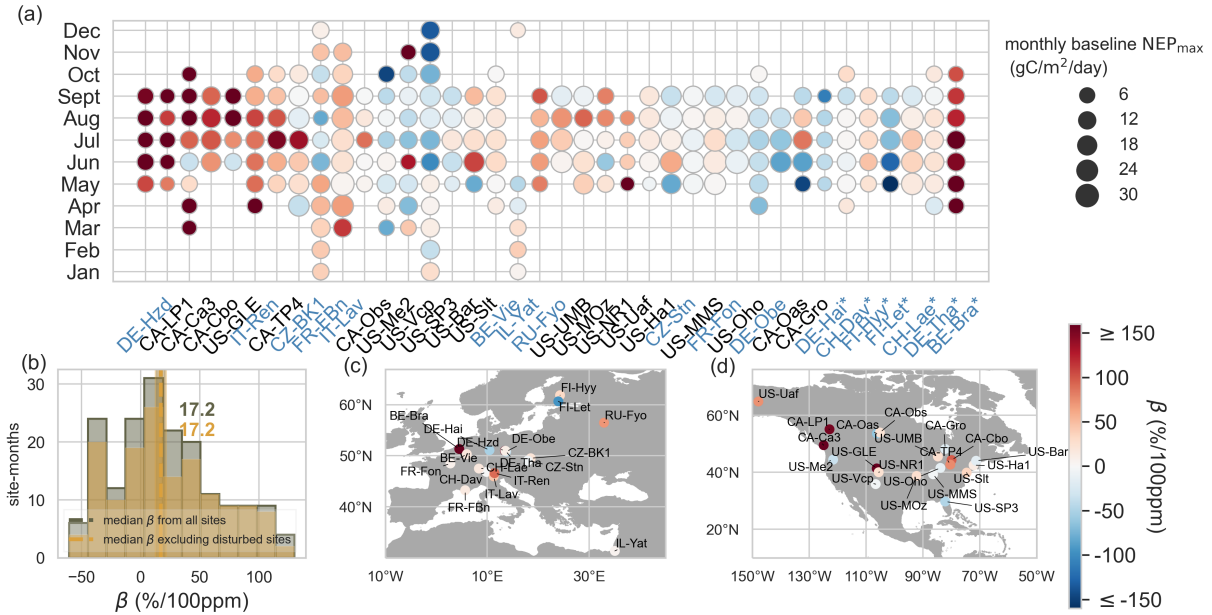 (a)
Dec
Nov
Oct
Sept
Aug
Jul
Jun
May
Apr
Mar
Feb
Jan
monthly baseline NEPmax
(gC/m²/day)
6
12
18
24
30
DE-Hzd
CA-LP1
CA-Ca3
CA-Cbo
US-GLE
IT-Ren
CA-TP4
CZ-BK1
FR-FBn
IT-Lav
CA-Obs
US-Me2
US-Vcp
US-SP3
US-Bar
US-Slt
BE-Vie
IL-Yat
RU-Fyo
US-UMB
US-MOz
US-NR1
US-Uaf
US-Ha1
CZ-Stn
US-MMS
FR-Fon
US-Oho
DE-Obe
CA-Oas
CA-Gro
DE-Hai*
CH-Dav*
FI-Hyy*
FI-Let*
CH-Lae*
DE-Tha*
BE-Bra*
(b)
30
20
10
0
site-months
17.2
17.2
median β from all sites
median β excluding disturbed sites
−50
0
50
100
β (%/100ppm)
(c)
60°N
50°N
40°N
10°W
10°E
30°E
FI-Hyy
FI-Let
RU-Fyo
BE-Bra
DE-Hai
DE-Hzd
DE-Obe
BE-Vie
DE-Tha
CZ-BK1
FR-Fon
CH-Lae
CZ-Stn
CH-Dav
IT-Ren
IT-Lav
FR-FBn
IL-Yat
(d)
60°N
40°N
20°N
150°W
130°W
110°W
90°W
70°W
50°W
US-Uaf
CA-Obs
CA-LP1
CA-Oas
CA-Gro
CA-Ca3
US-UMB
CA-Cbo
US-GLE
CA-TP4
US-Bar
US-Me2
US-NR1
US-Ha1
US-Vcp
US-Oho
US-Slt
US-MMS
US-MOz
US-SP3
≥ 150
100
50
0
-50
-100
≤ -150
β (%/100ppm)